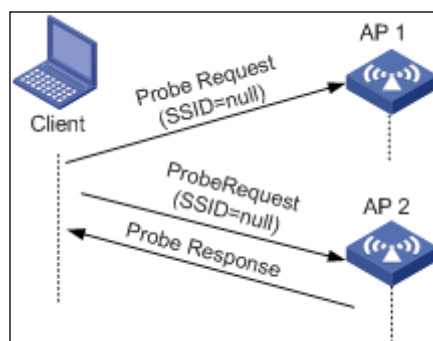 AP 1
Probe Request
(SSID=null)
Client
ProbeRequest
(SSID=null)
AP 2
Probe Response